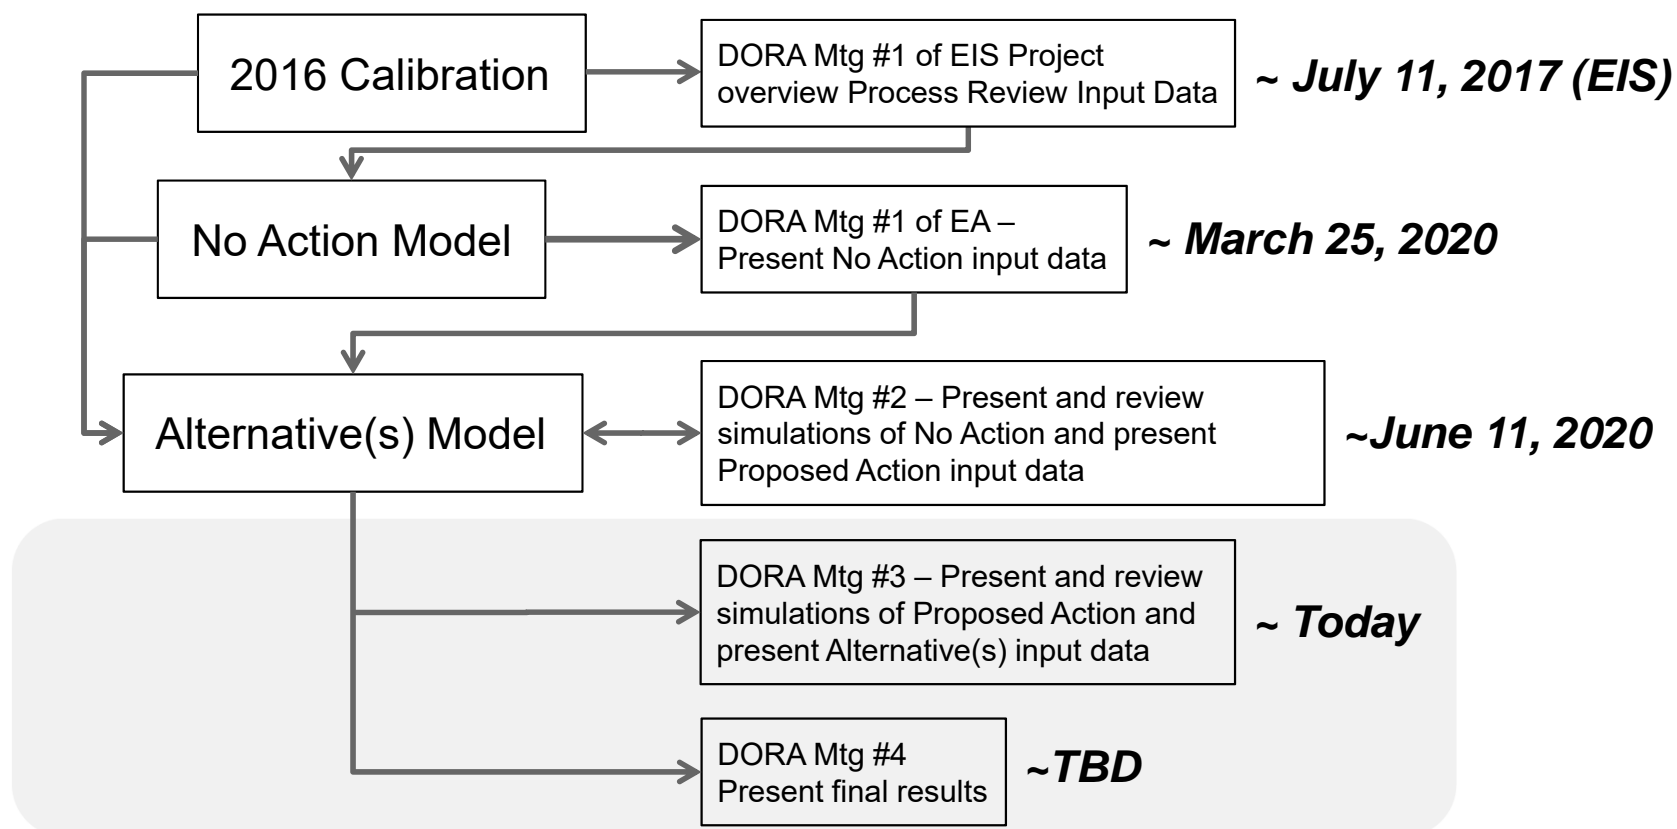 2016 Calibration
DORA Mtg #1 of EIS Project
overview Process Review Input Data
~ July 11, 2017 (EIS)
No Action Model
DORA Mtg #1 of EA –
Present No Action input data
~ March 25, 2020
Alternative(s) Model
DORA Mtg #2 – Present and review
simulations of No Action and present
Proposed Action input data
~June 11, 2020
DORA Mtg #3 – Present and review
simulations of Proposed Action and
present Alternative(s) input data
~ Today
DORA Mtg #4
Present final results
~TBD